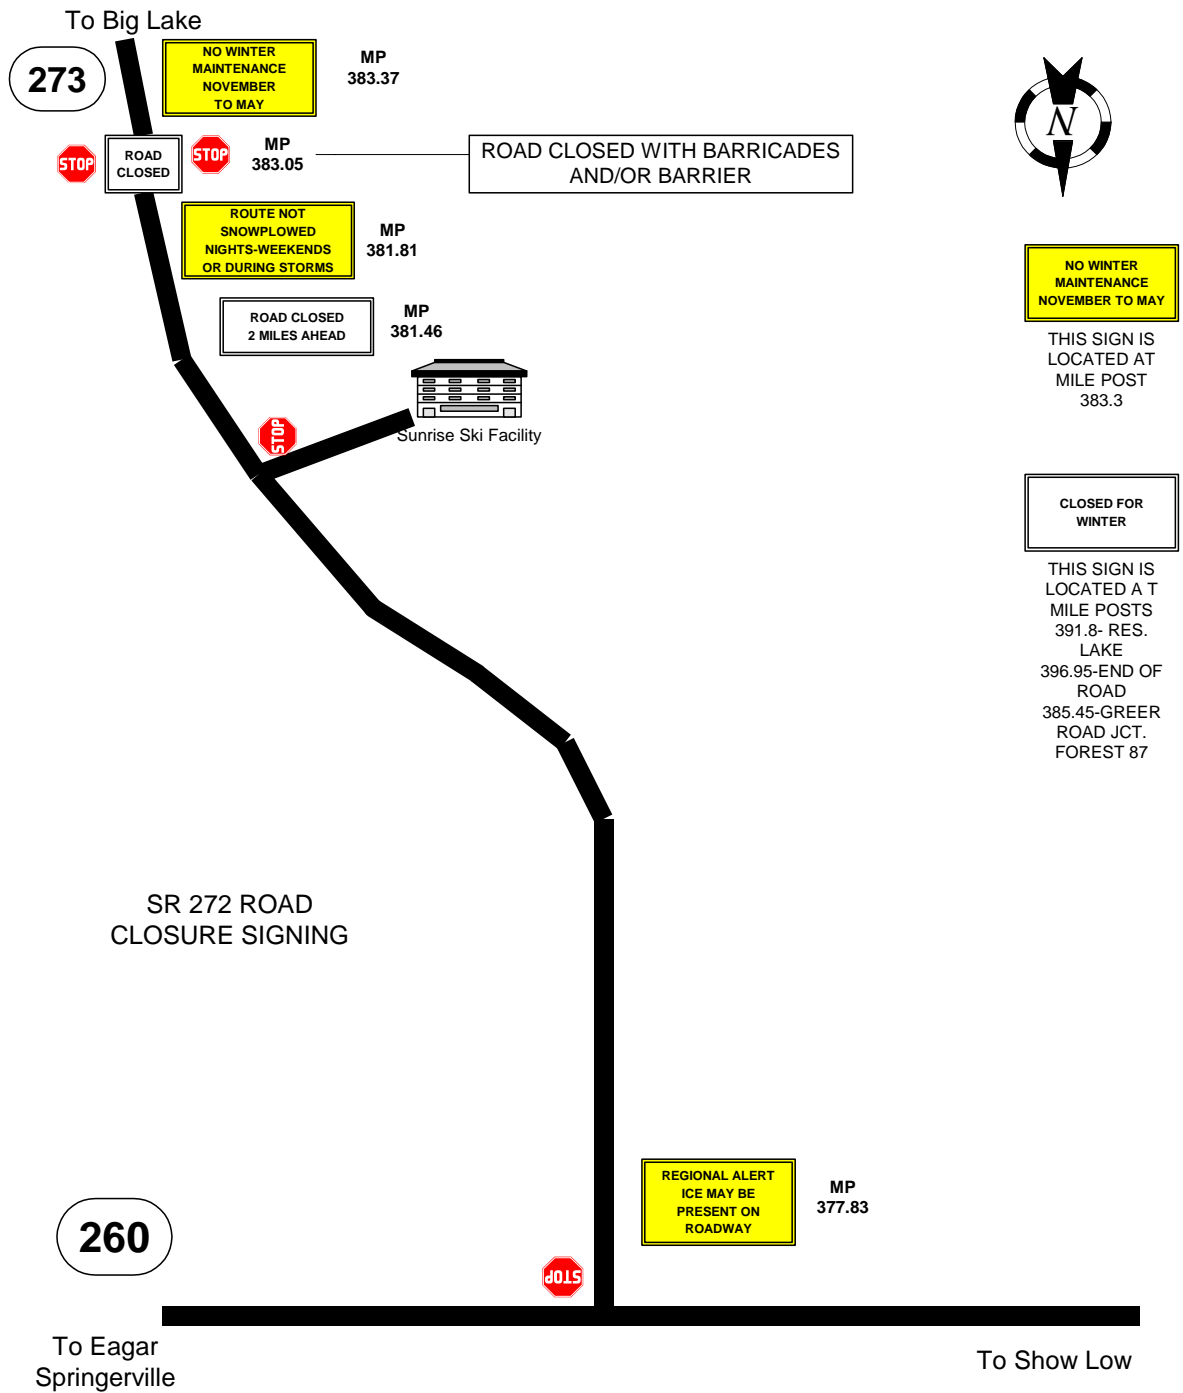 To Big Lake
273
NO WINTER
MAINTENANCE
NOVEMBER
TO MAY
MP
383.37
N
STOP
ROAD
CLOSED
STOP
MP
383.05
ROAD CLOSED WITH BARRICADES
AND/OR BARRIER
ROUTE NOT
SNOWPLOWED
NIGHTS-WEEKENDS
OR DURING STORMS
MP
381.81
NO WINTER
MAINTENANCE
NOVEMBER TO MAY
THIS SIGN IS
LOCATED AT
MILE POST
383.3
ROAD CLOSED
2 MILES AHEAD
MP
381.46
STOP
Sunrise Ski Facility
CLOSED FOR
WINTER
THIS SIGN IS
LOCATED A T
MILE POSTS
391.8- RES.
LAKE
396.95-END OF
ROAD
385.45-GREER
ROAD JCT.
FOREST 87
SR 272 ROAD
CLOSURE SIGNING
REGIONAL ALERT
ICE MAY BE
PRESENT ON
ROADWAY
MP
377.83
260
STOP
To Eagar
Springerville
To Show Low